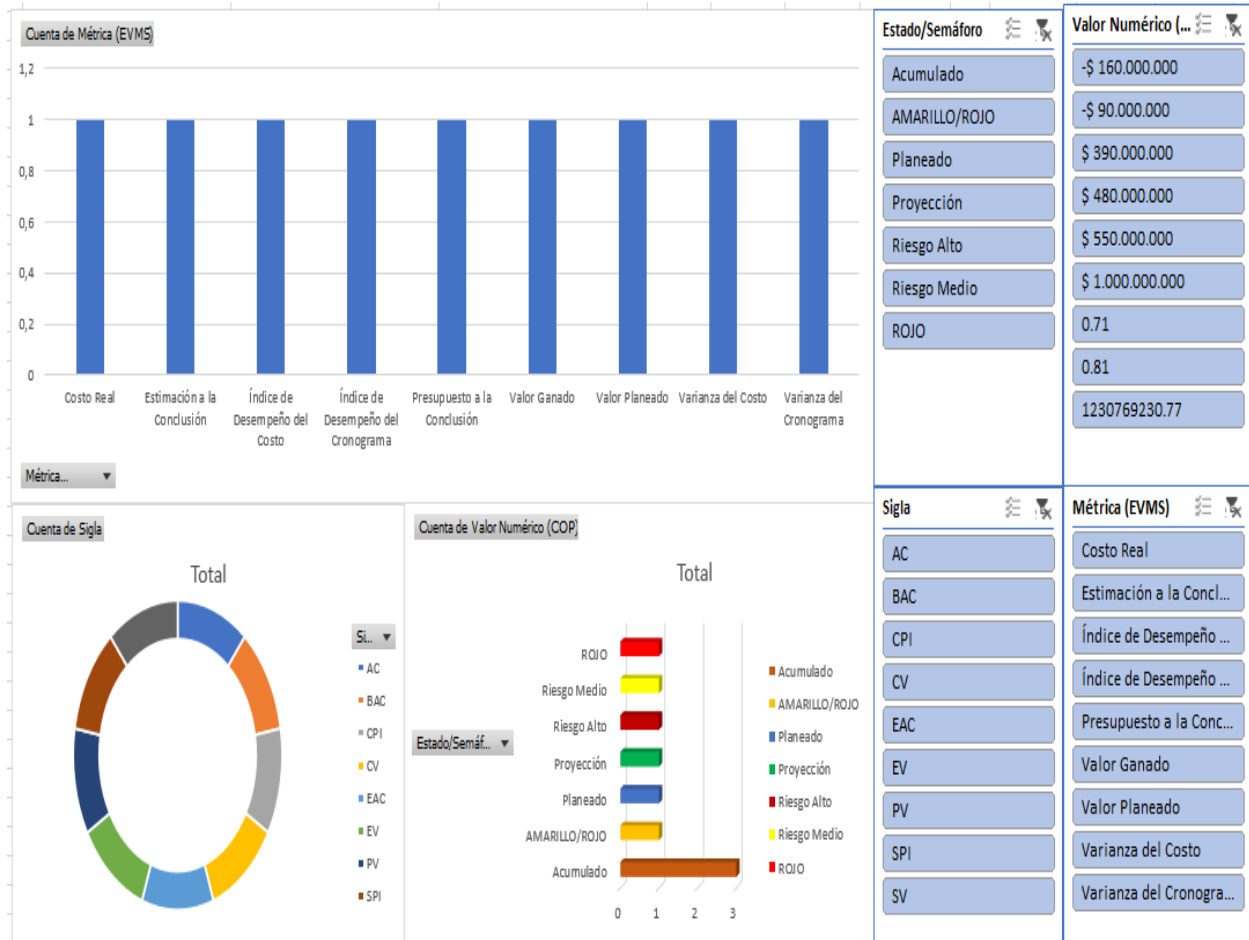 Cuenta de Métrica (EVMS)
1,2
1
0,8
0,6
0,4
0,2
0
Costo Real
Estimación a la
Conclusión
Índice de
Desempeño del
Costo
Índice de
Desempeño del
Cronograma
Presupuesto a la
Conclusión
Valor Ganado
Valor Planeado
Varianza del Costo
Varianza del
Cronograma
Métrica...
Estado/Semáforo
Acumulado
AMARILLO/ROJO
Planeado
Proyección
Riesgo Alto
Riesgo Medio
ROJO
Valor Numérico (...
-$ 160.000.000
-$ 90.000.000
$ 390.000.000
$ 480.000.000
$ 550.000.000
$ 1.000.000.000
0.71
0.81
1230769230.77
Cuenta de Sigla
Total
Si...
AC
BAC
CPI
CV
EAC
EV
PV
SPI
Cuenta de Valor Numérico (COP)
Total
ROJO
Riesgo Medio
Riesgo Alto
Proyección
Planeado
AMARILLO/ROJO
Acumulado
0 1 2 3
Estado/Semáf...
Acumulado
AMARILLO/ROJO
Planeado
Proyección
Riesgo Alto
Riesgo Medio
ROJO
Sigla
AC
BAC
CPI
CV
EAC
EV
PV
SPI
SV
Métrica (EVMS)
Costo Real
Estimación a la Concl...
Índice de Desempeño ...
Índice de Desempeño ...
Presupuesto a la Conc...
Valor Ganado
Valor Planeado
Varianza del Costo
Varianza del Cronogra...